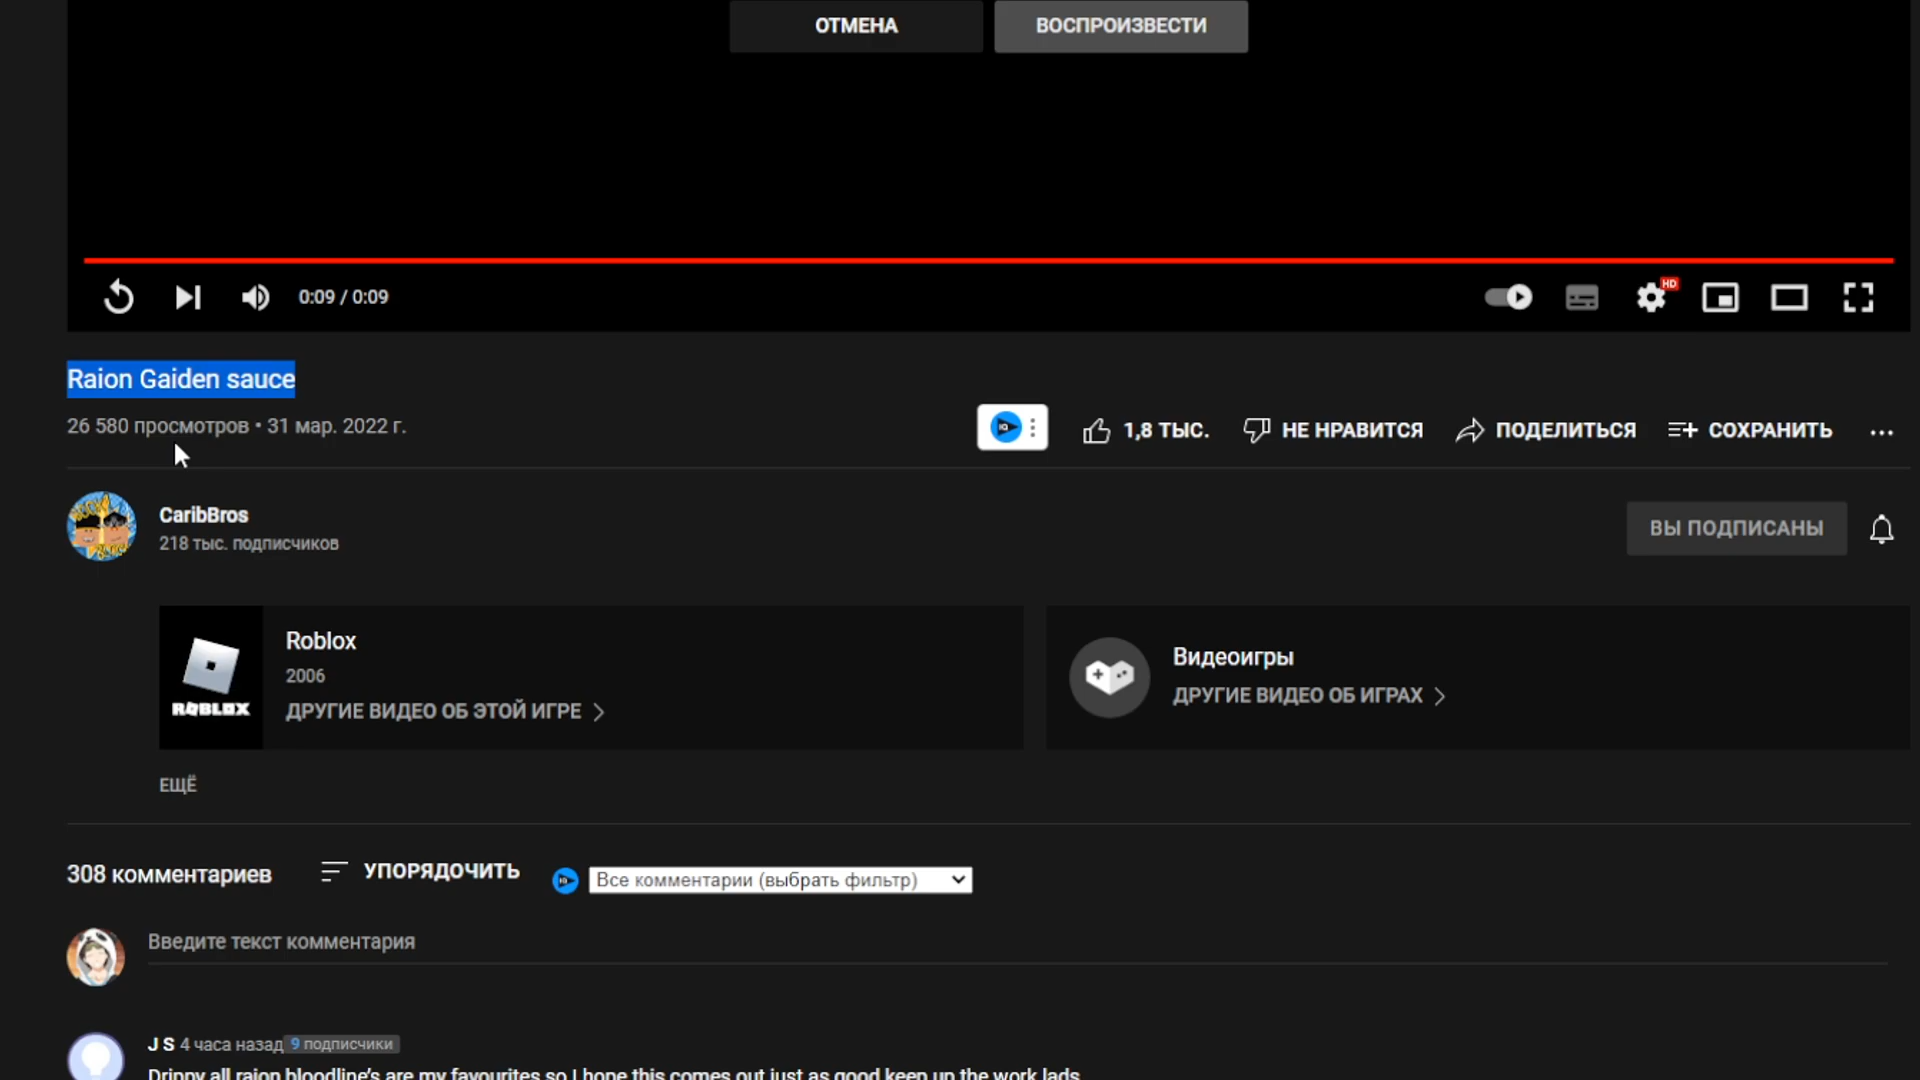 ОТМЕНА
ВОСПРОИЗВЕСТИ
0:09 / 0:09
HD
Raion Gaiden sauce
26 580 просмотров • 31 мар. 2022 г.
1,8 ТЫС.
НЕ НРАВИТСЯ
ПОДЕЛИТЬСЯ
СОХРАНИТЬ
CaribBros
218 тыс. подписчиков
ВЫ ПОДПИСАНЫ
ROBLOX
Roblox
2006
ДРУГИЕ ВИДЕО ОБ ЭТОЙ ИГРЕ
Видеоигры
ДРУГИЕ ВИДЕО ОБ ИГРАХ
ЕЩЁ
308 комментариев
УПОРЯДОЧИТЬ
Все комментарии (выбрать фильтр)
Введите текст комментария
J S 4 часа назад 9 подписчики
Drippy all raion bloodline's are my favourites so I hope this comes out just as good keep up the work lads